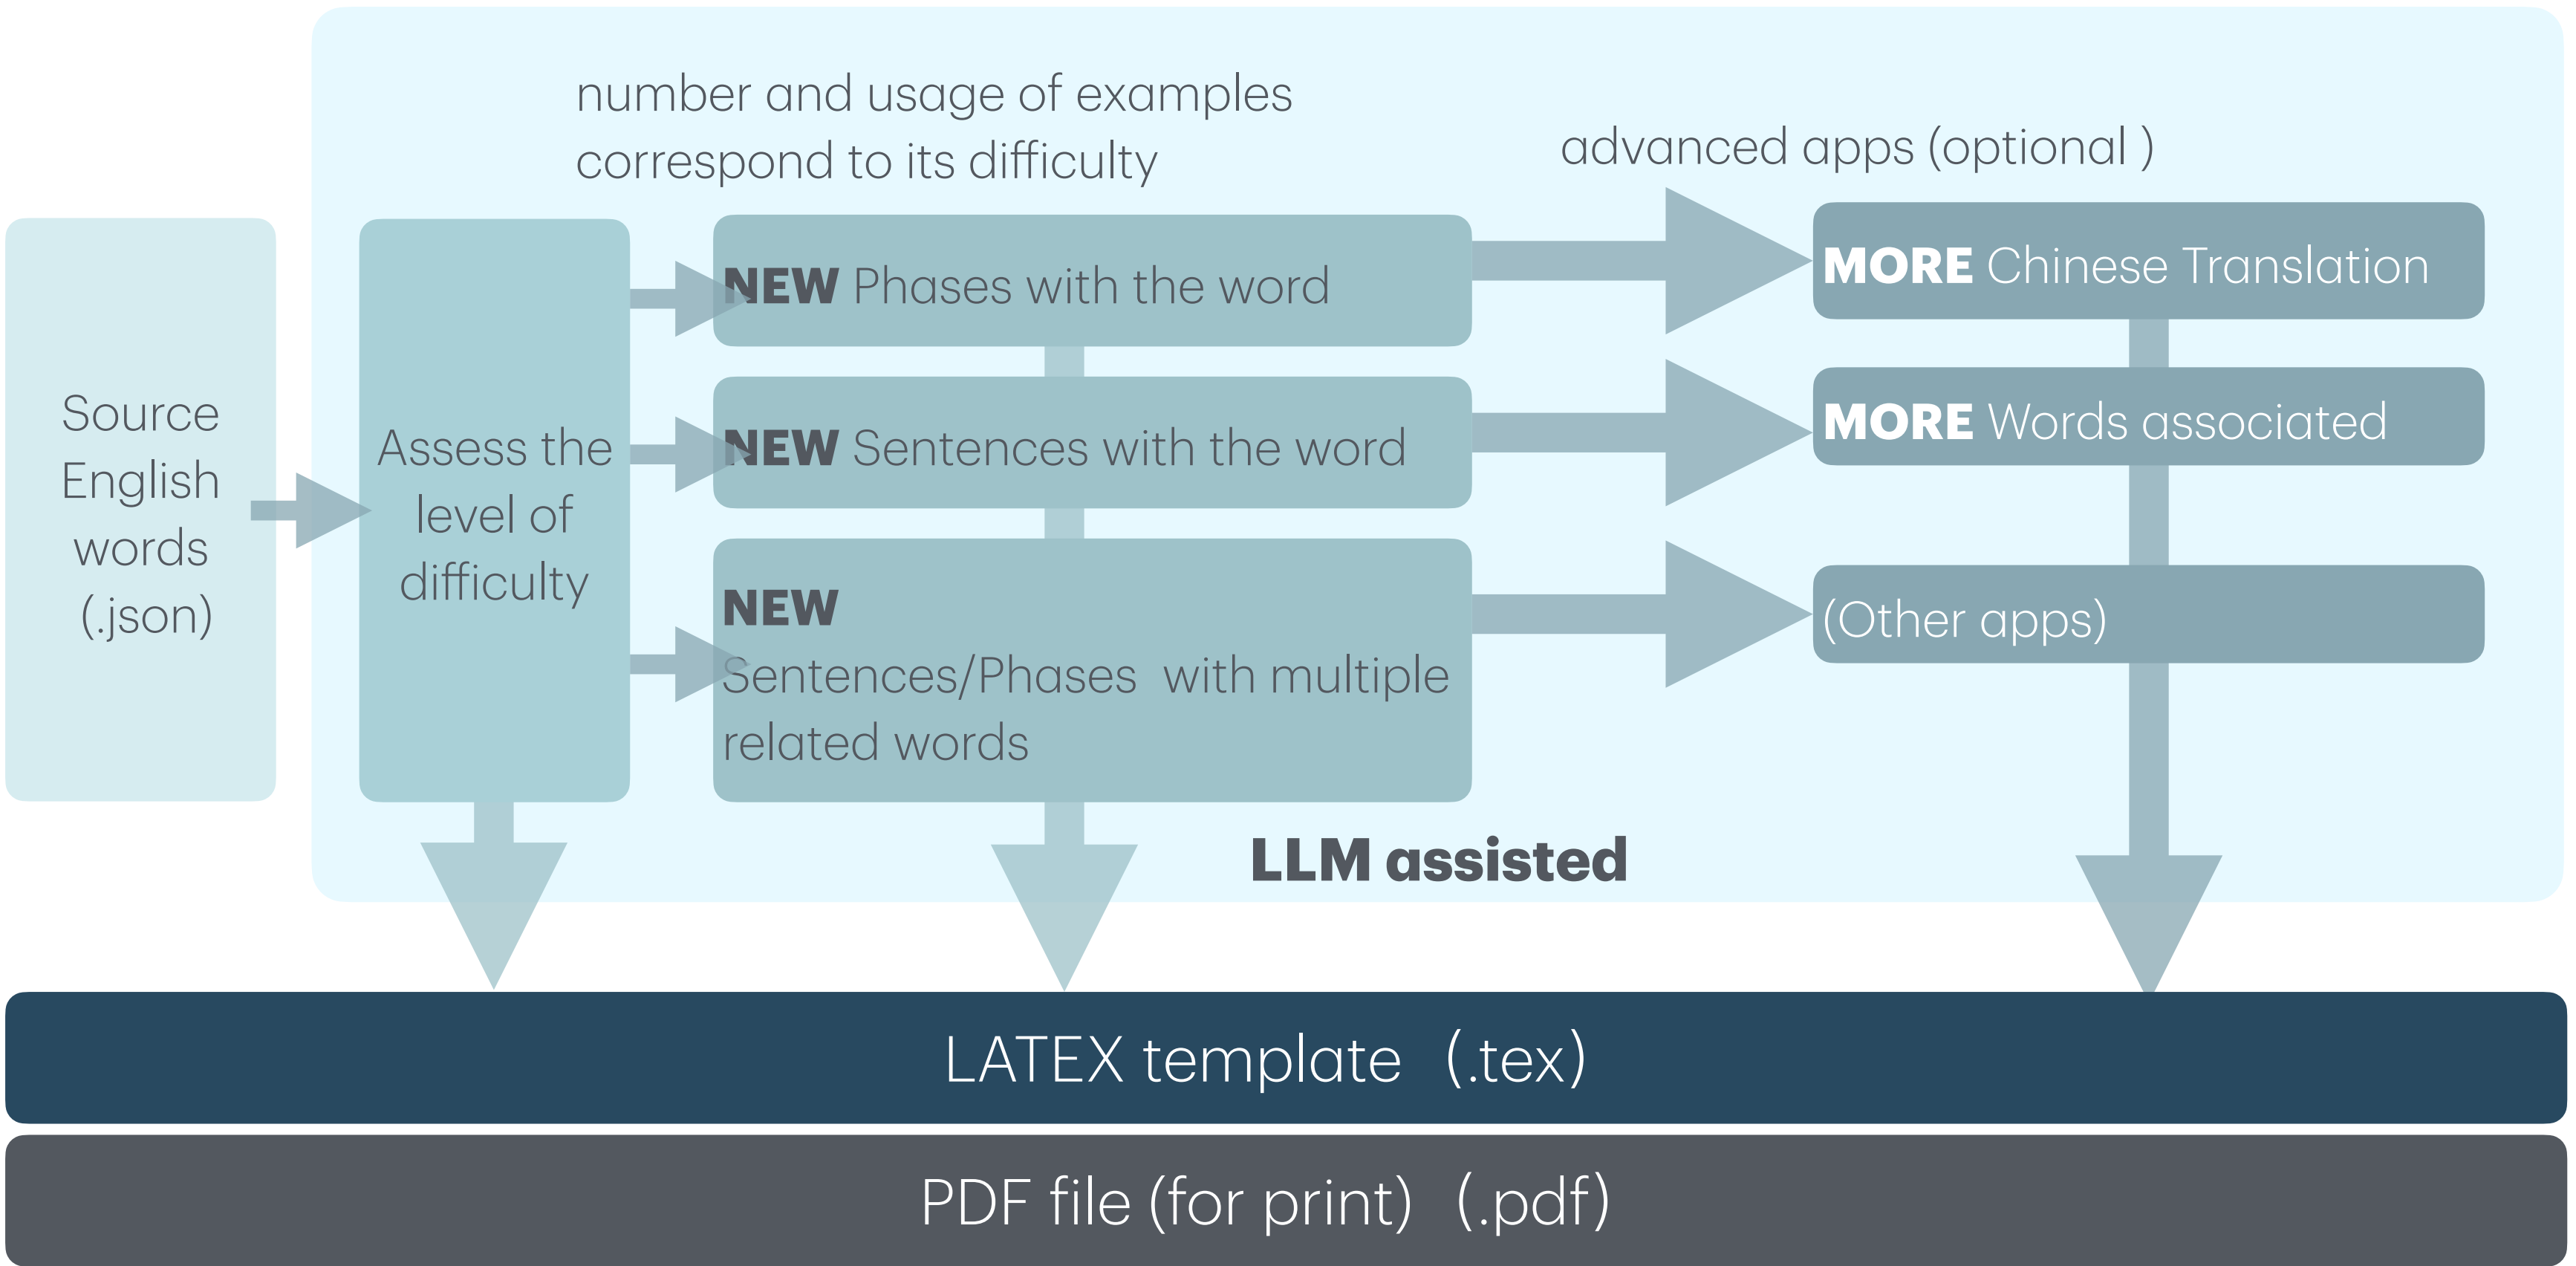 number and usage of examples
correspond to its difficulty
advanced apps (optional )
Source
English
words
(.json)
Assess the
level of
difficulty
NEW Phases with the word
NEW Sentences with the word
NEW
Sentences/Phases with multiple
related words
MORE Chinese Translation
MORE Words associated
(Other apps)
LLM assisted
LATEX template (.tex)
PDF file (for print) (.pdf)